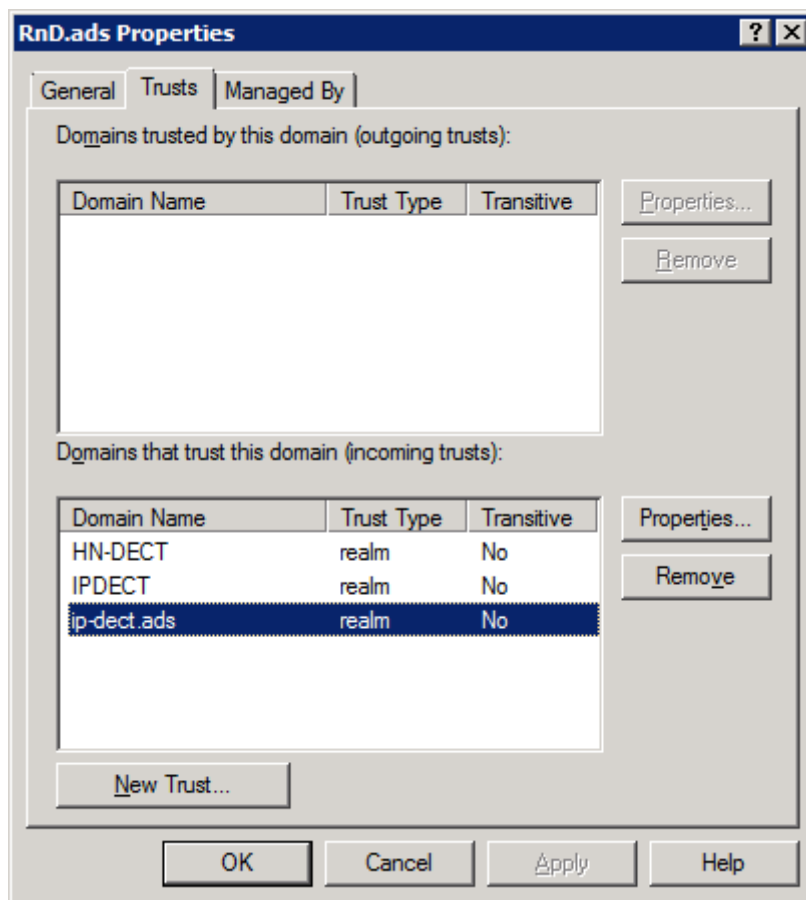 RnD.ads Properties
General Trusts Managed By
Domains trusted by this domain (outgoing trusts):
Domain Name Trust Type Transitive Properties...
Remove
Domains that trust this domain (incoming trusts):
Domain Name Trust Type Transitive Properties...
HN-DECT realm No
IPDECT realm No Remove
ip-dect.ads realm No
New Trust...
OK Cancel Apply Help